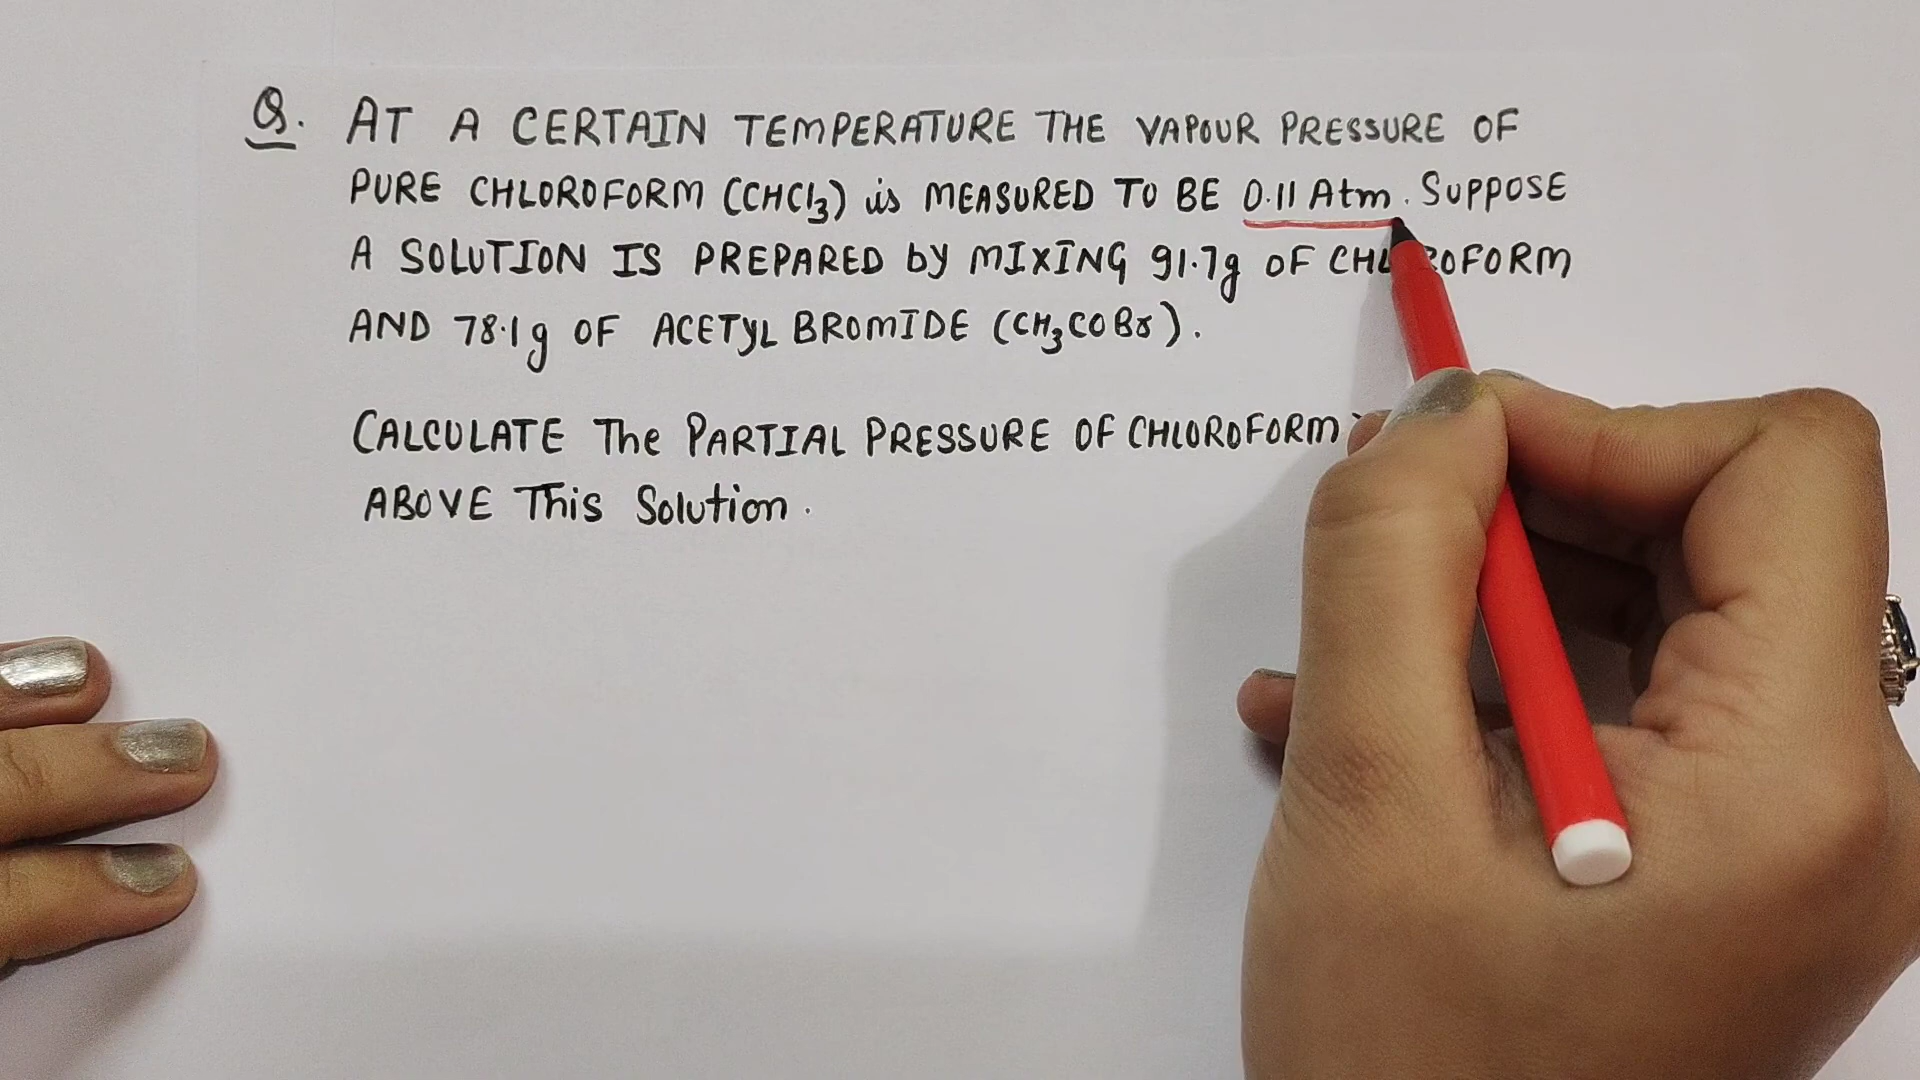 Q. AT A CERTAIN TEMPERATURE THE VAPOUR PRESSURE OF
PURE CHLOROFORM (CHCl3) is MEASURED TO BE 0.11 Atm. SUPPOSE
A SOLUTION IS PREPARED by MIXING 91.7g OF CHLOROFORM
AND 78.1g OF ACETYL BROMIDE (CH3COBr).
CALCULATE The PARTIAL PRESSURE OF CHLOROFORM
ABOVE This Solution.